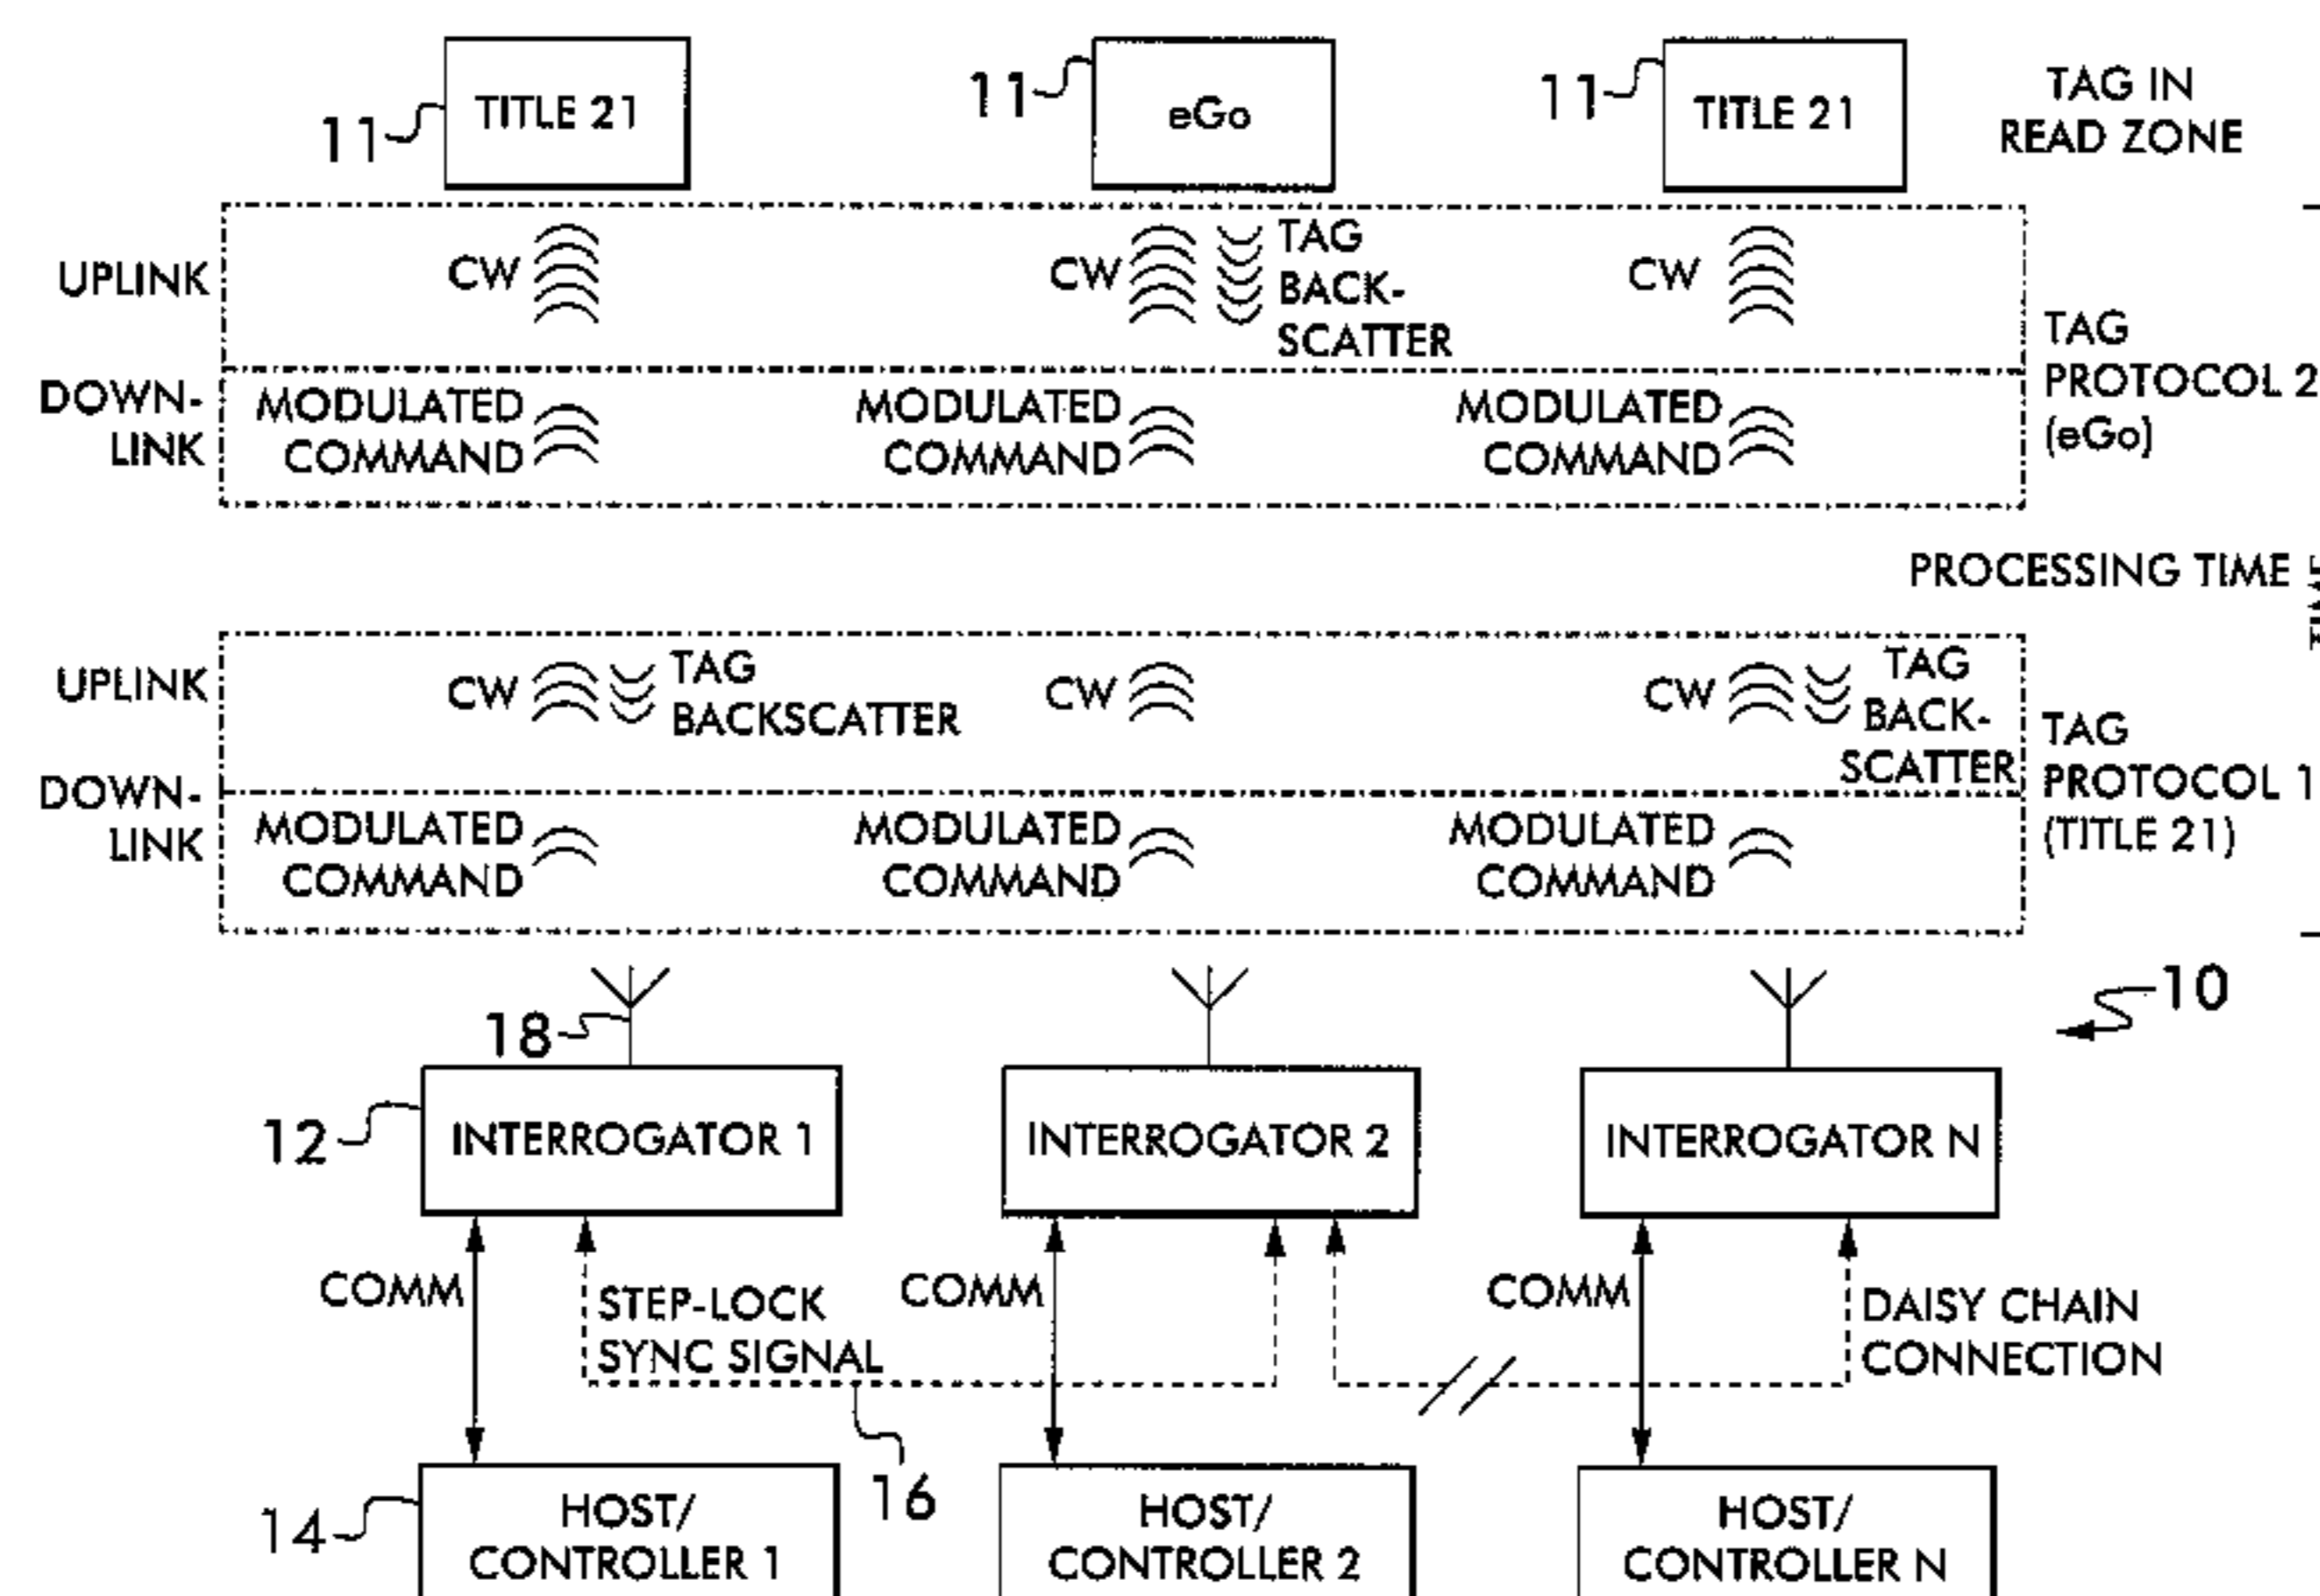 TITLE 21
eGo
TITLE 21
TAG IN
READ ZONE
11
11
11
UPLINK
CW
CW
TAG
BACK-
SCATTER
CW
TAG
PROTOCOL 2
(eGo)
DOWN-
LINK
MODULATED
COMMAND
MODULATED
COMMAND
MODULATED
COMMAND
PROCESSING TIME
UPLINK
CW
TAG
BACKSCATTER
CW
CW
TAG
BACK-
SCATTER
TAG
PROTOCOL 1
(TITLE 21)
DOWN-
LINK
MODULATED
COMMAND
MODULATED
COMMAND
MODULATED
COMMAND
10
18
12
INTERROGATOR 1
INTERROGATOR 2
INTERROGATOR N
COMM
STEP-LOCK
SYNC SIGNAL
COMM
COMM
DAISY CHAIN
CONNECTION
16
14
HOST/
CONTROLLER 1
HOST/
CONTROLLER 2
HOST/
CONTROLLER N